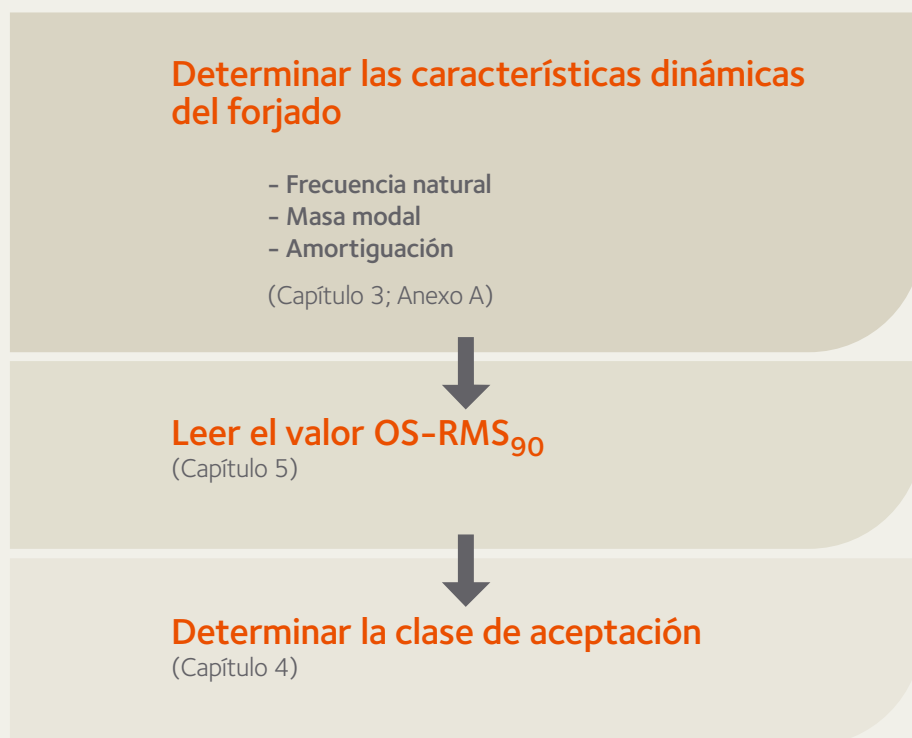 Determinar las características dinámicas
del forjado
- Frecuencia natural
- Masa modal
- Amortiguación
(Capítulo 3; Anexo A)
Leer el valor OS-RMS90
(Capítulo 5)
Determinar la clase de aceptación
(Capítulo 4)